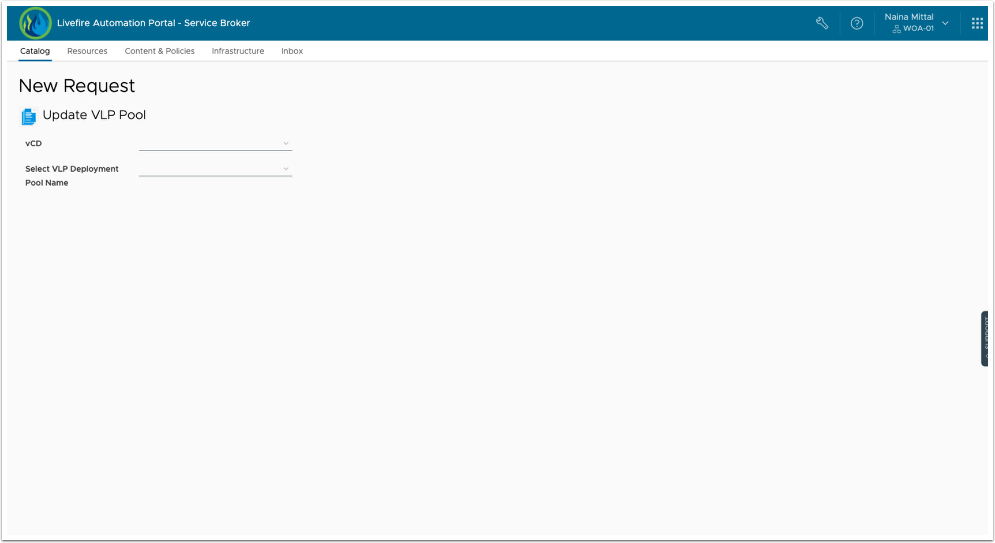 Livefire Automation Portal - Service Broker
Naina Mittal
WOA-01
Catalog
Resources
Content & Policies
Infrastructure
Inbox
New Request
Update VLP Pool
vCD
Select VLP Deployment
Pool Name